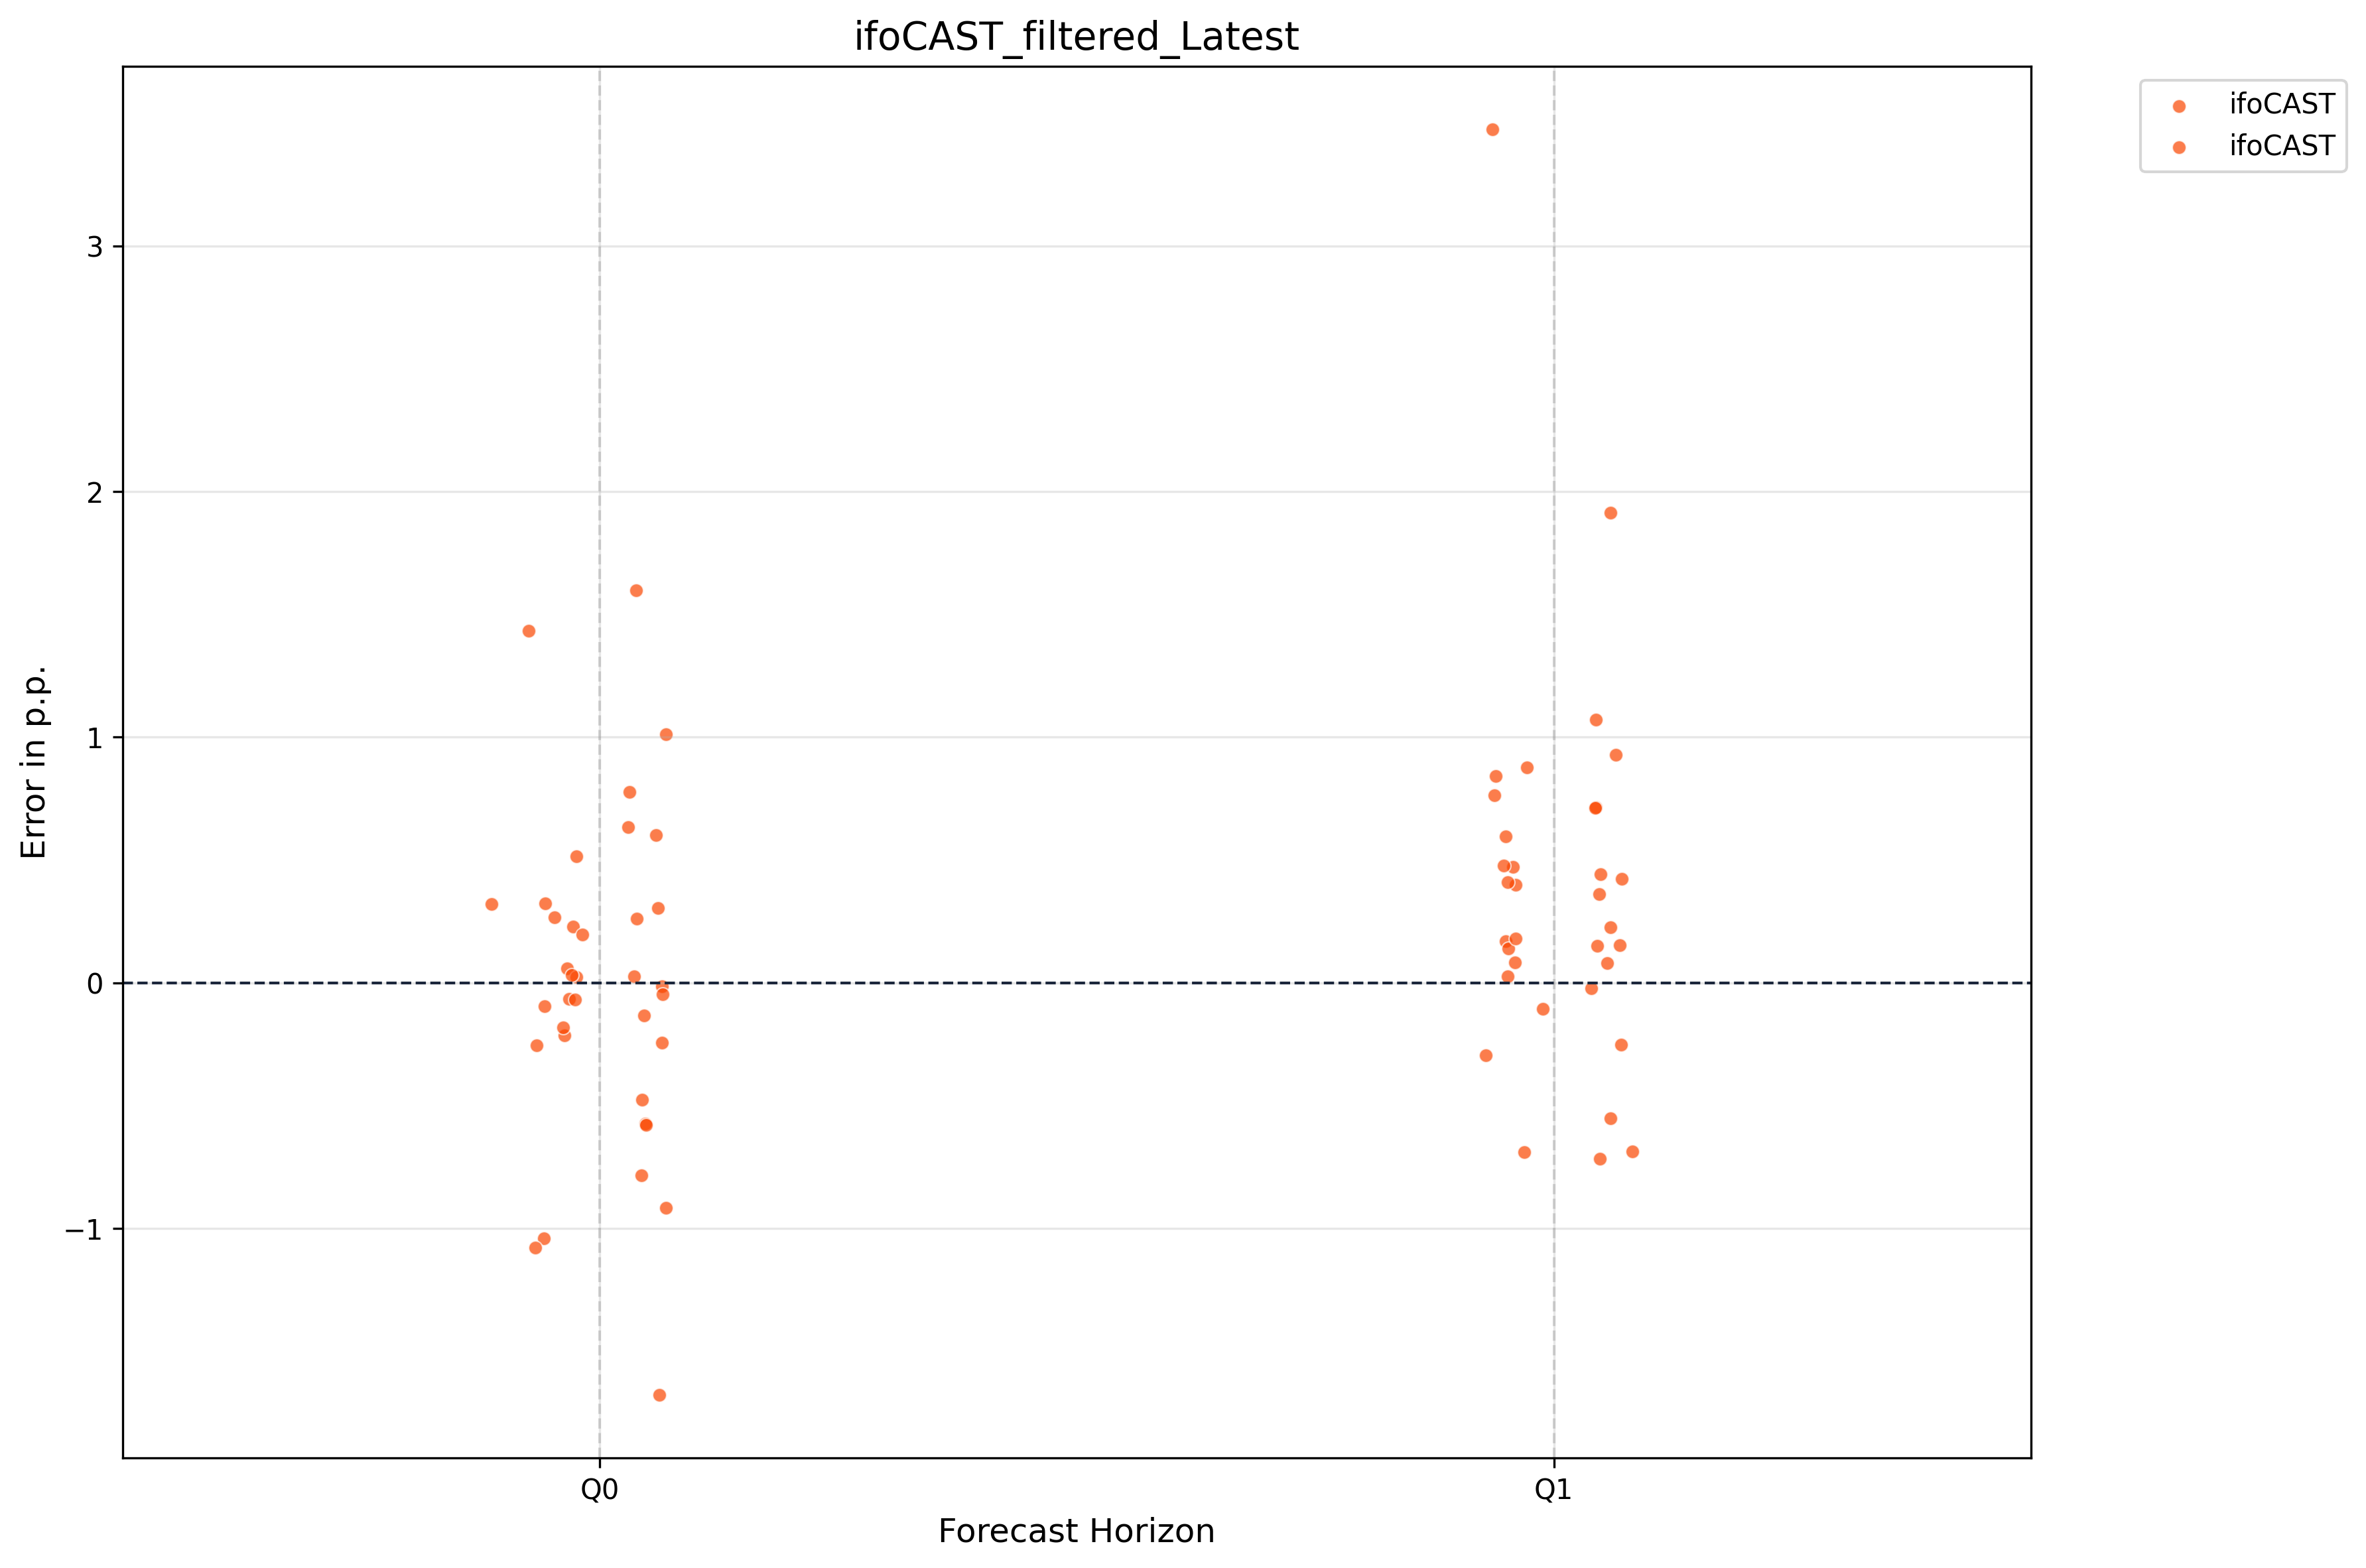 ifoCAST_filtered_Latest
ifoCAST
ifoCAST
Error in p.p.
3
2
1
0
−1
Q0
Q1
Forecast Horizon